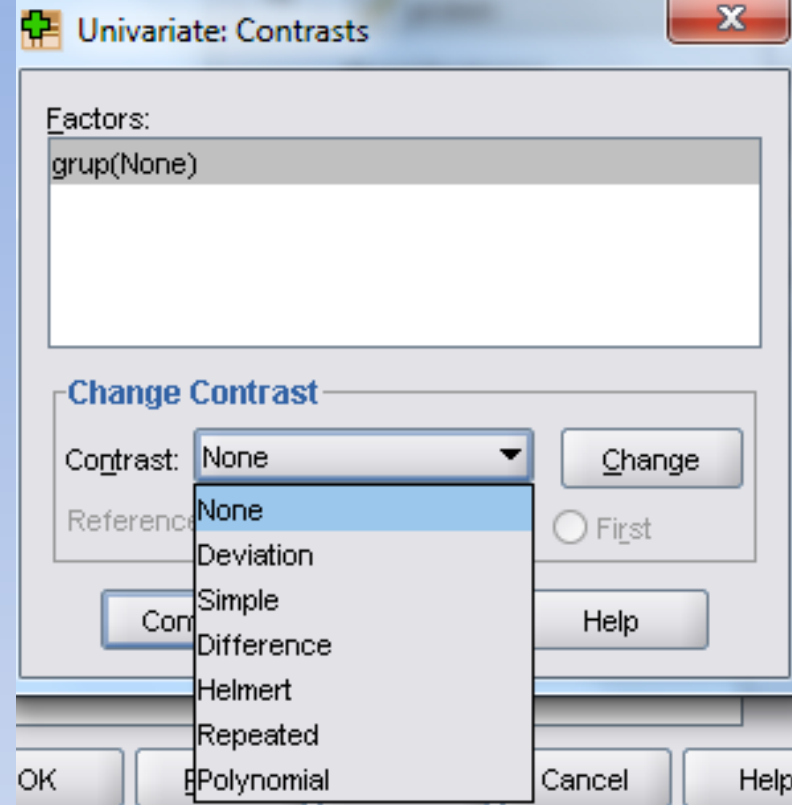 Univariate: Contrasts
Factors:
grup(None)
Change Contrast
Contrast: None Change
Reference First
None
Deviation
Simple
Difference
Helmert
Repeated
Polynomial
Help
OK Cancel Help